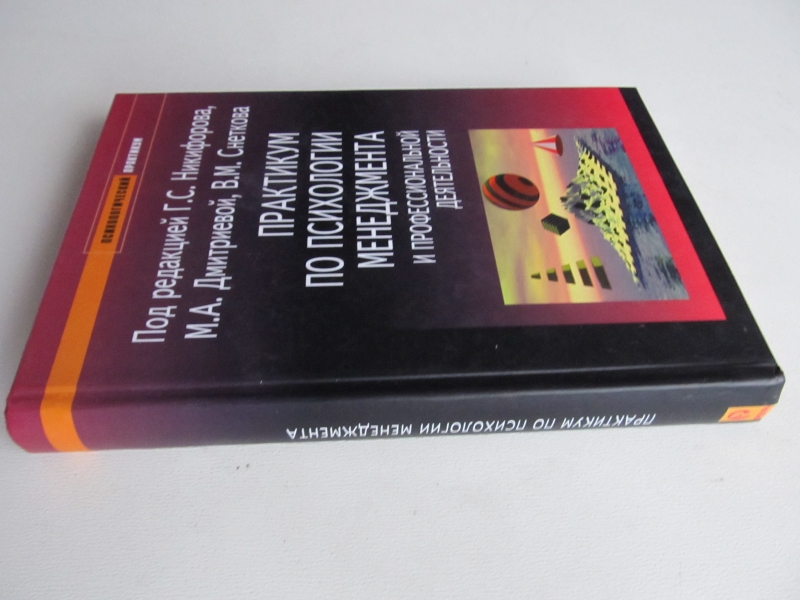 ПСИХОЛОГИЧЕСКИЙ
ПРАКТИКУМ
Под редакцией Г.С. Никифорова,
М.А. Дмитриевой, В.М. Снеткова
ПРАКТИКУМ
ПО ПСИХОЛОГИИ
МЕНЕДЖМЕНТА
И ПРОФЕССИОНАЛЬНОЙ
ДЕЯТЕЛЬНОСТИ
ПРАКТИКУМ ПО ПСИХОЛОГИИ МЕНЕДЖМЕНТА